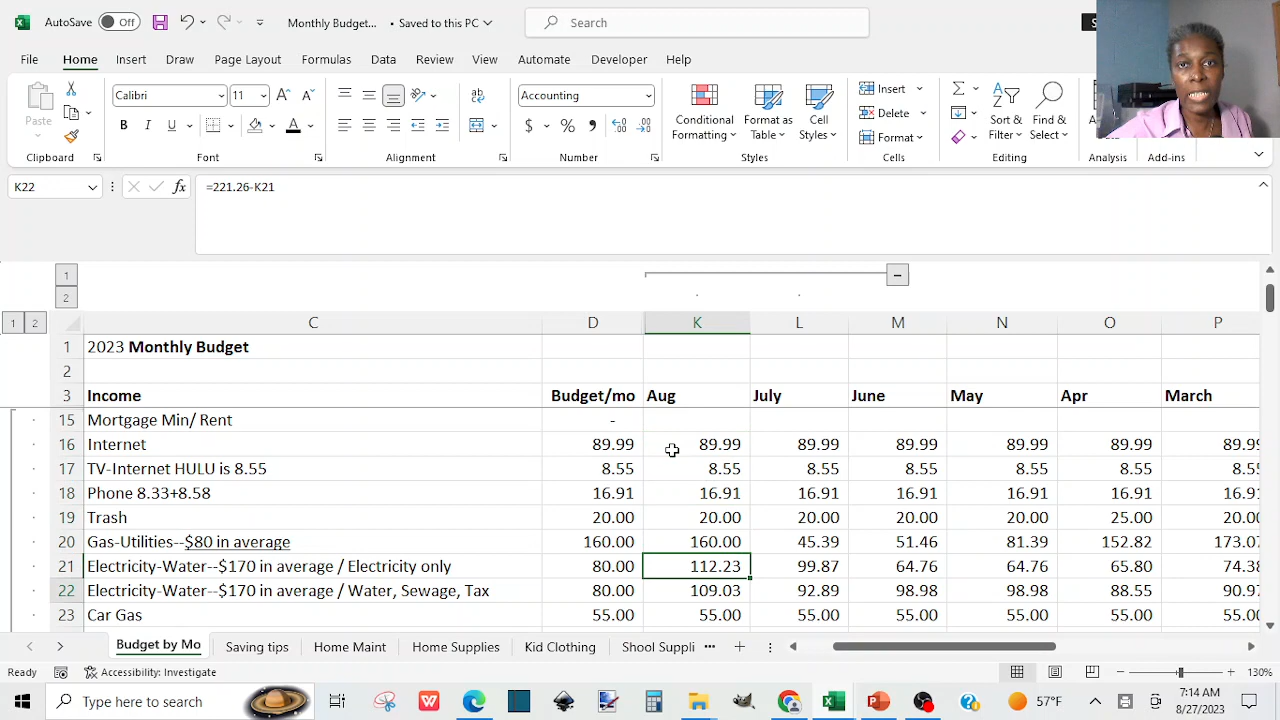 AutoSave Off Monthly Budget... • Saved to this PC Search
File Home Insert Draw Page Layout Formulas Data Review View Automate Developer Help
Calibri 11 Accounting Insert
Paste B I U $ % Conditional Formatting Format as Table Cell Styles Delete Sort & Filter Find & Select
Format
Clipboard Font Alignment Number Styles Cells Editing Analysis Add-ins
K22 fx =221.26-K21
1
2
1 2 C D K L M N O P
1 2023 Monthly Budget
2
3 Income Budget/mo Aug July June May Apr March
15 Mortgage Min/ Rent -
16 Internet 89.99 89.99 89.99 89.99 89.99 89.99 89.99
17 TV-Internet HULU is 8.55 8.55 8.55 8.55 8.55 8.55 8.55 8.55
18 Phone 8.33+8.58 16.91 16.91 16.91 16.91 16.91 16.91 16.91
19 Trash 20.00 20.00 20.00 20.00 20.00 25.00 20.00
20 Gas-Utilities--$80 in average 160.00 160.00 45.39 51.46 81.39 152.82 173.07
21 Electricity-Water--$170 in average / Electricity only 80.00 112.23 99.87 64.76 64.76 65.80 74.38
22 Electricity-Water--$170 in average / Water, Sewage, Tax 80.00 109.03 92.89 98.98 98.98 88.55 90.97
23 Car Gas 55.00 55.00 55.00 55.00 55.00 55.00 55.00
Budget by Mo Saving tips Home Maint Home Supplies Kid Clothing Shool Suppli ...
Ready Accessibility: Investigate 130%
Type here to search 57°F 7:14 AM
8/27/2023